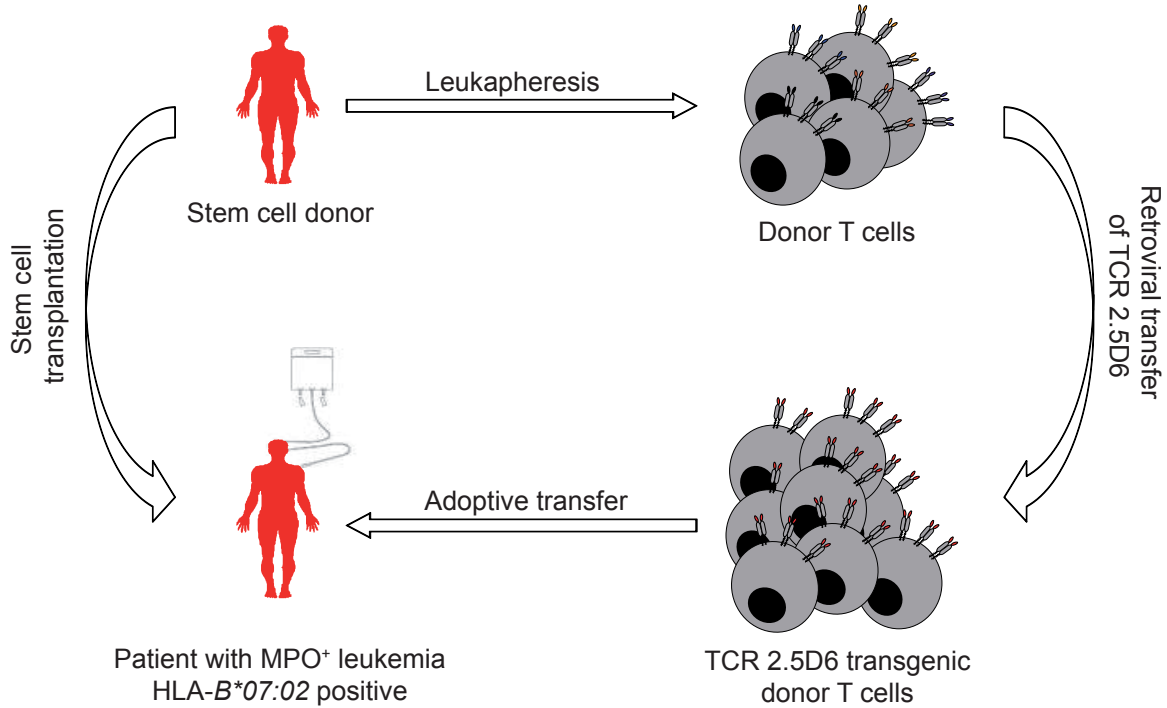 Leukapheresis
Stem cell donor
Donor T cells
Stem cell
transplantation
Retroviral transfer
of TCR 2.5D6
Adoptive transfer
Patient with MPO⁺ leukemia
HLA-B*07:02 positive
TCR 2.5D6 transgenic
donor T cells